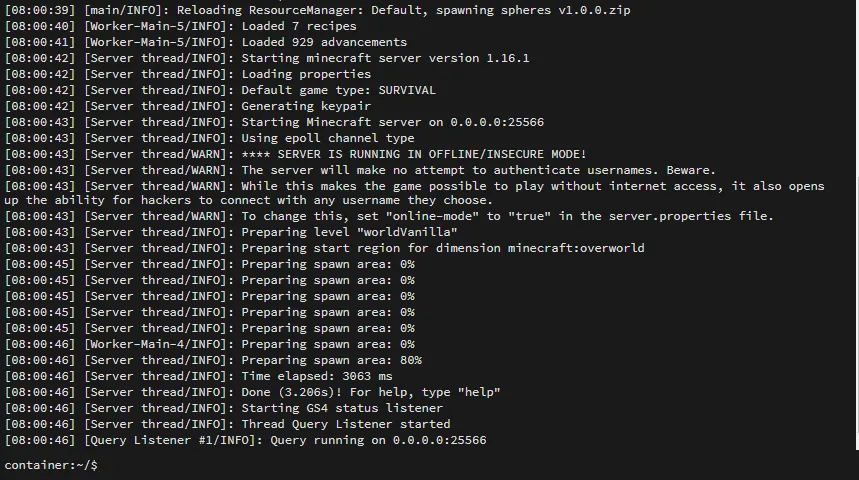 [08:00:39] [main/INFO]: Reloading ResourceManager: Default, spawning spheres v1.0.0.zip
[08:00:40] [Worker-Main-5/INFO]: Loaded 7 recipes
[08:00:41] [Worker-Main-5/INFO]: Loaded 929 advancements
[08:00:42] [Server thread/INFO]: Starting minecraft server version 1.16.1
[08:00:42] [Server thread/INFO]: Loading properties
[08:00:42] [Server thread/INFO]: Default game type: SURVIVAL
[08:00:42] [Server thread/INFO]: Generating keypair
[08:00:43] [Server thread/INFO]: Starting Minecraft server on 0.0.0.0:25566
[08:00:43] [Server thread/INFO]: Using epoll channel type
[08:00:43] [Server thread/WARN]: **** SERVER IS RUNNING IN OFFLINE/INSECURE MODE!
[08:00:43] [Server thread/WARN]: The server will make no attempt to authenticate usernames. Beware.
[08:00:43] [Server thread/WARN]: While this makes the game possible to play without internet access, it also opens
up the ability for hackers to connect with any username they choose.
[08:00:43] [Server thread/WARN]: To change this, set "online-mode" to "true" in the server.properties file.
[08:00:43] [Server thread/INFO]: Preparing level "worldVanilla"
[08:00:43] [Server thread/INFO]: Preparing start region for dimension minecraft:overworld
[08:00:45] [Server thread/INFO]: Preparing spawn area: 0%
[08:00:45] [Server thread/INFO]: Preparing spawn area: 0%
[08:00:45] [Server thread/INFO]: Preparing spawn area: 0%
[08:00:45] [Server thread/INFO]: Preparing spawn area: 0%
[08:00:45] [Server thread/INFO]: Preparing spawn area: 0%
[08:00:46] [Worker-Main-4/INFO]: Preparing spawn area: 0%
[08:00:46] [Server thread/INFO]: Preparing spawn area: 80%
[08:00:46] [Server thread/INFO]: Time elapsed: 3063 ms
[08:00:46] [Server thread/INFO]: Done (3.206s)! For help, type "help"
[08:00:46] [Server thread/INFO]: Starting GS4 status listener
[08:00:46] [Server thread/INFO]: Thread Query Listener started
[08:00:46] [Query Listener #1/INFO]: Query running on 0.0.0.0:25566
container:~/$